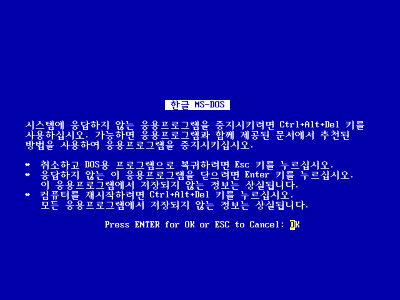 한글 MS-DOS
시스템에 응답하지 않는 응용프로그램을 중지시키려면 Ctrl+Alt+Del 키를
사용하십시오. 가능하면 응용프로그램과 함께 제공된 문서에서 추천된
방법을 사용하여 응용프로그램을 중지시키십시오.
* 취소하고 DOS용 프로그램으로 복귀하려면 Esc 키를 누르십시오.
* 응답하지 않는 이 응용프로그램을 닫으려면 Enter 키를 누르십시오.
이 응용프로그램에서 저장되지 않는 정보는 상실됩니다.
* 컴퓨터를 재시작하려면 Ctrl+Alt+Del 키를 누르십시오.
모든 응용프로그램에서 저장되지 않는 정보는 상실됩니다.
Press ENTER for OK or ESC to Cancel: OK